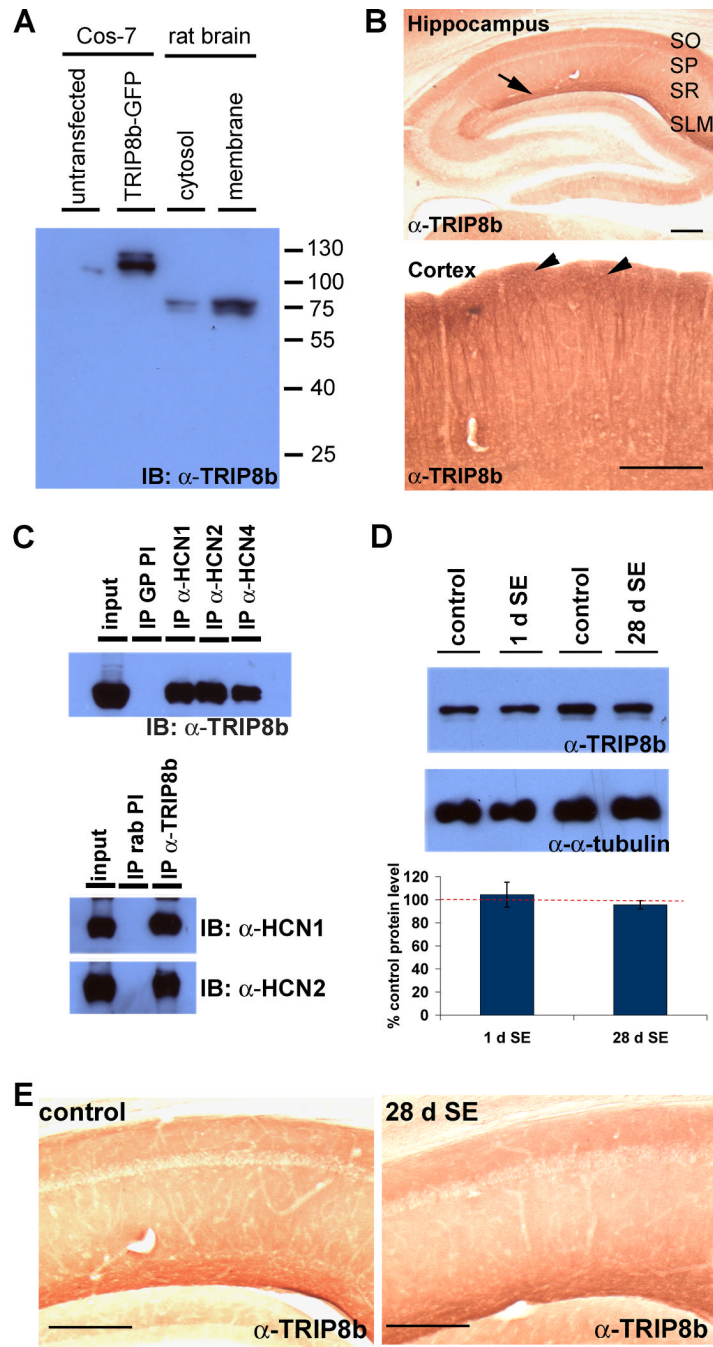 A
Cos-7 rat brain
untransfected
TRIP8b-GFP
cytosol
membrane
130
100
75
55
40
25
IB: α-TRIP8b
B
Hippocampus
SO
SP
SR
SLM
α-TRIP8b
Cortex
α-TRIP8b
C
input
IP GP PI
IP α-HCN1
IP α-HCN2
IP α-HCN4
IB: α-TRIP8b
input
IP rab PI
IP α-TRIP8b
IB: α-HCN1
IB: α-HCN2
D
control
1 d SE
control
28 d SE
α-TRIP8b
α-α-tubulin
% control protein level
120
100
80
60
40
20
0
1 d SE 28 d SE
E
control
α-TRIP8b
28 d SE
α-TRIP8b